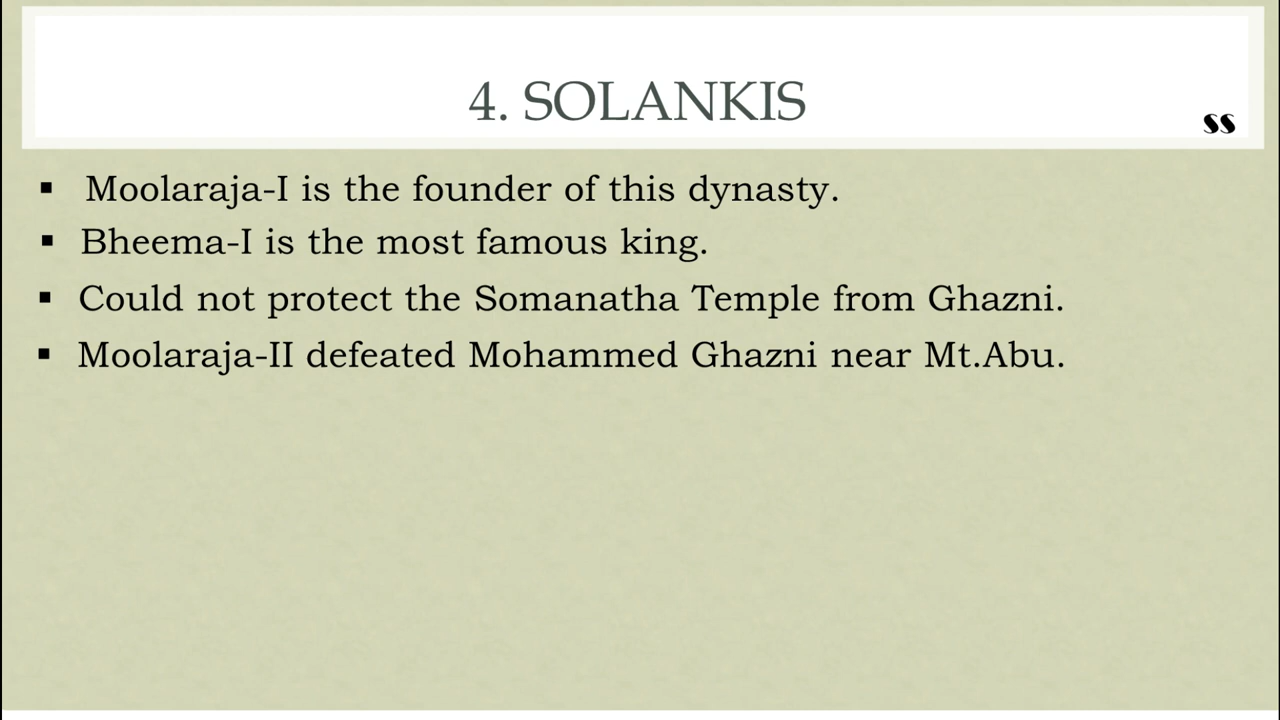 4. SOLANKIS
SS
▪ Moolaraja-I is the founder of this dynasty.
▪ Bheema-I is the most famous king.
▪ Could not protect the Somanatha Temple from Ghazni.
▪ Moolaraja-II defeated Mohammed Ghazni near Mt.Abu.